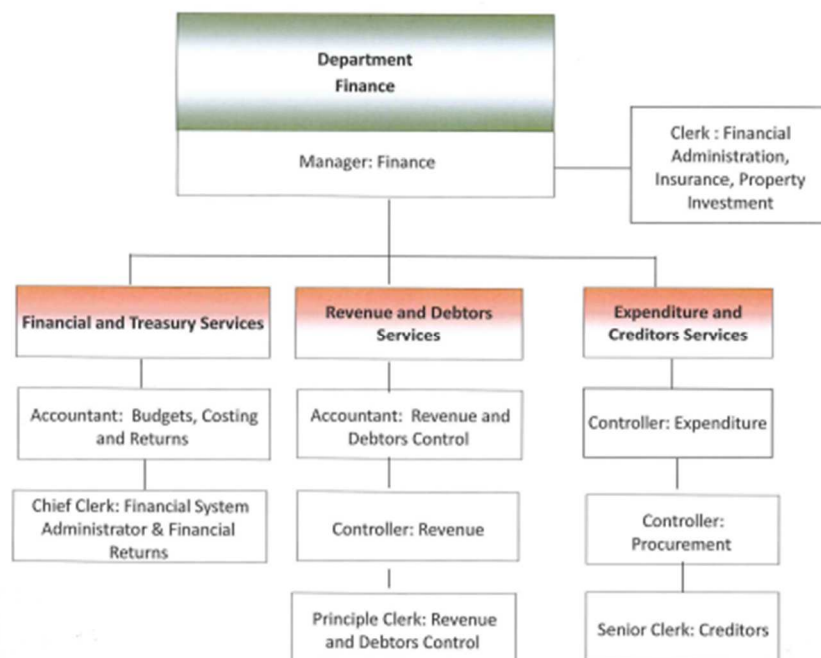 Department
Finance
Manager: Finance
Clerk : Financial
Administration,
Insurance, Property
Investment
Financial and Treasury Services
Accountant:  Budgets, Costing
and Returns
Chief Clerk: Financial System
Administrator & Financial
Returns
Revenue and Debtors
Services
Accountant:  Revenue and
Debtors Control
Controller: Revenue
Principle Clerk: Revenue
and Debtors Control
Expenditure and
Creditors Services
Controller: Expenditure
Controller:
Procurement
Senior Clerk: Creditors